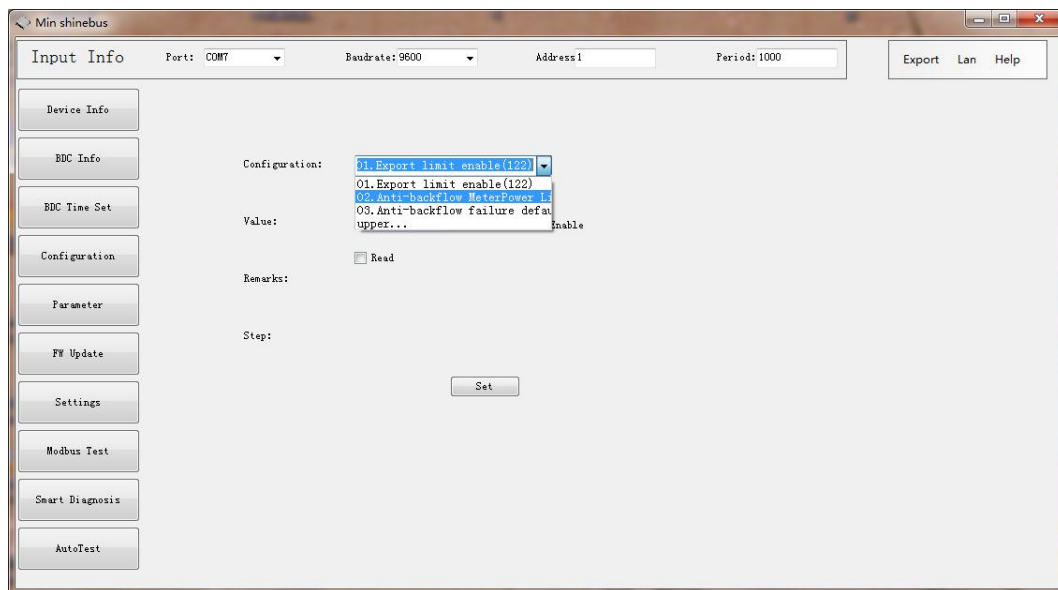 Min shinebus
Input Info Port: COM7 Baudrate: 9600 Address 1 Period: 1000 Export Lan Help
Device Info
BDC Info
BDC Time Set
Configuration
Parameter
FW Update
Settings
Modbus Test
Smart Diagnosis
AutoTest
Configuration: 01.Export limit enable(122)
01.Export limit enable(122)
02.Anti-backflow MeterPower Li
03.Anti-backflow failure defau
upper...
Value: Enable
Read
Remarks:
Step:
Set